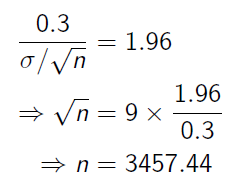 0.3 / (σ/√n) = 1.96
⇒ √n = 9 × 1.96 / 0.3
⇒ n = 3457.44